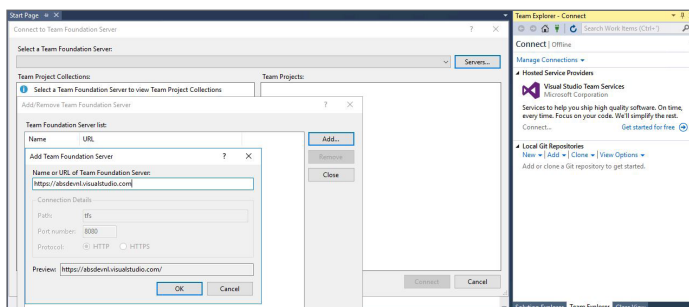 Start Page
Connect to Team Foundation Server
Select a Team Foundation Server:
Servers...
Team Project Collections:
Team Projects:
Select a Team Foundation Server to view Team Project Collections
Add/Remove Team Foundation Server
Team Foundation Server list:
Name URL
Add...
Remove
Close
Add Team Foundation Server
Name or URL of Team Foundation Server:
https://absdevnl.visualstudio.com
Connection Details
Path: tfs
Port number: 8080
Protocol: HTTP HTTPS
Preview: https://absdevnl.visualstudio.com/
OK Cancel
Connect Cancel
Team Explorer - Connect
Search Work Items (Ctrl+')
Connect | Offline
Manage Connections
Hosted Service Providers
Visual Studio Team Services
Microsoft Corporation
Services to help you ship high quality software. On time,
every time. Focus on your code. We'll simplify the rest.
Connect... Get started for free
Local Git Repositories
New Add Clone View Options
Add or clone a Git repository to get started.
Solution Explorer Team Explorer Class View